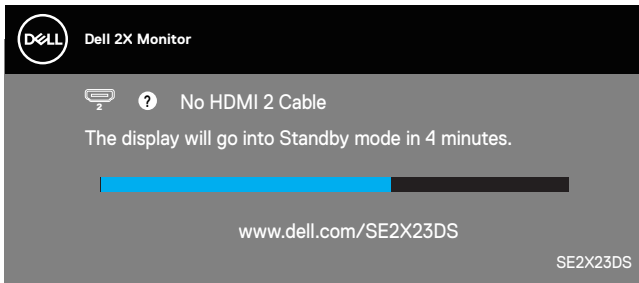 DELL
Dell 2X Monitor
2 ? No HDMI 2 Cable
The display will go into Standby mode in 4 minutes.
www.dell.com/SE2X23DS
SE2X23DS